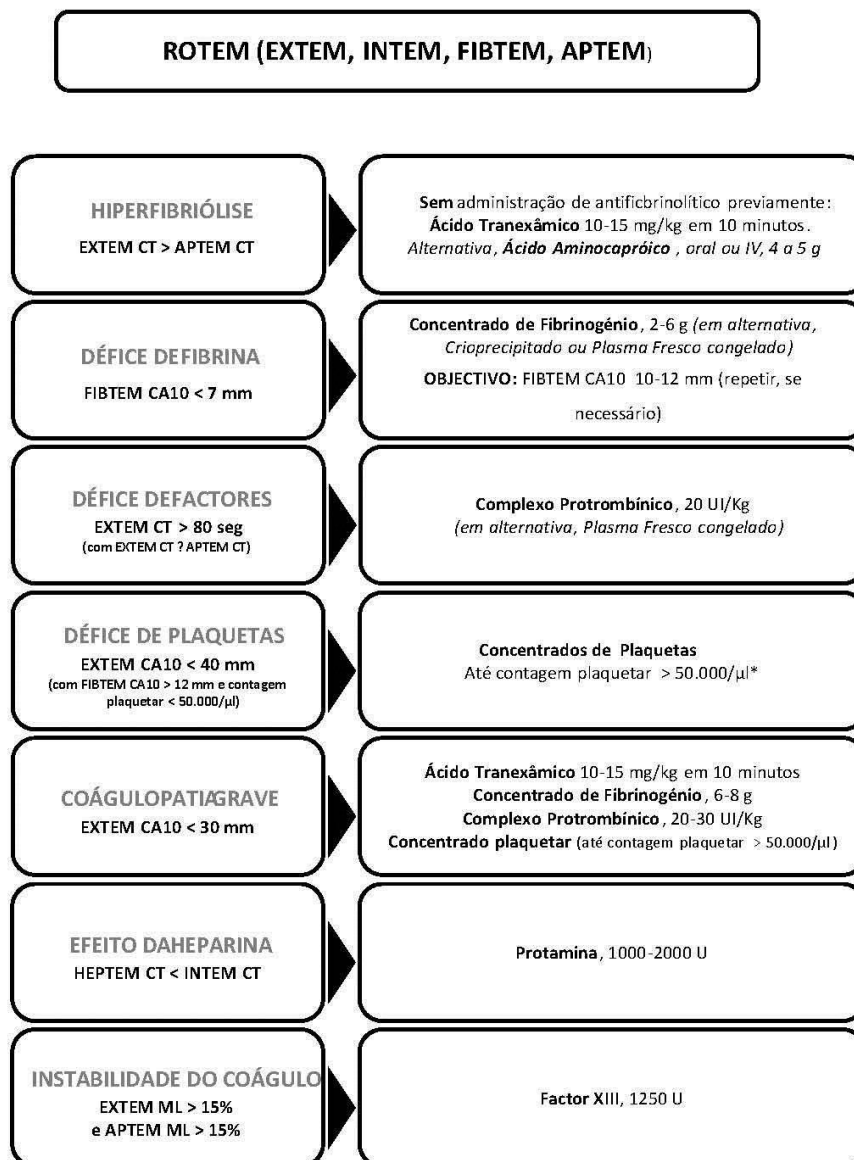 ROTEM (EXTEM, INTEM, FIBTEM, APTEM)
HIPERFIBRIÓLISE
EXTEM CT > APTEM CT
Sem administração de antificbrinolítico previamente:
Ácido Tranexâmico 10-15 mg/kg em 10 minutos.
Alternativa, Ácido Aminocapróico , oral ou IV, 4 a 5 g
DÉFICE DEFIBRINA
FIBTEM CA10 < 7 mm
Concentrado de Fibrinogénio, 2-6 g (em alternativa,
Crioprecipitado ou Plasma Fresco congelado)
OBJECTIVO: FIBTEM CA10 10-12 mm (repetir, se
necessário)
DÉFICE DEFACTORES
EXTEM CT > 80 seg
(com EXTEM CT ? APTEM CT)
Complexo Protrombínico, 20 UI/Kg
(em alternativa, Plasma Fresco congelado)
DÉFICE DE PLAQUETAS
EXTEM CA10 < 40 mm
(com FIBTEM CA10 > 12 mm e contagem
plaquetar < 50.000/µl)
Concentrados de Plaquetas
Até contagem plaquetar > 50.000/µl*
COÁGULOPATIAGRAVE
EXTEM CA10 < 30 mm
Ácido Tranexâmico 10-15 mg/kg em 10 minutos
Concentrado de Fibrinogénio, 6-8 g
Complexo Protrombínico, 20-30 UI/Kg
Concentrado plaquetar (até contagem plaquetar > 50.000/µl)
EFEITO DAHEPARINA
HEPTEM CT < INTEM CT
Protamina, 1000-2000 U
INSTABILIDADE DO COÁGULO
EXTEM ML > 15%
e APTEM ML > 15%
Factor XIII, 1250 U